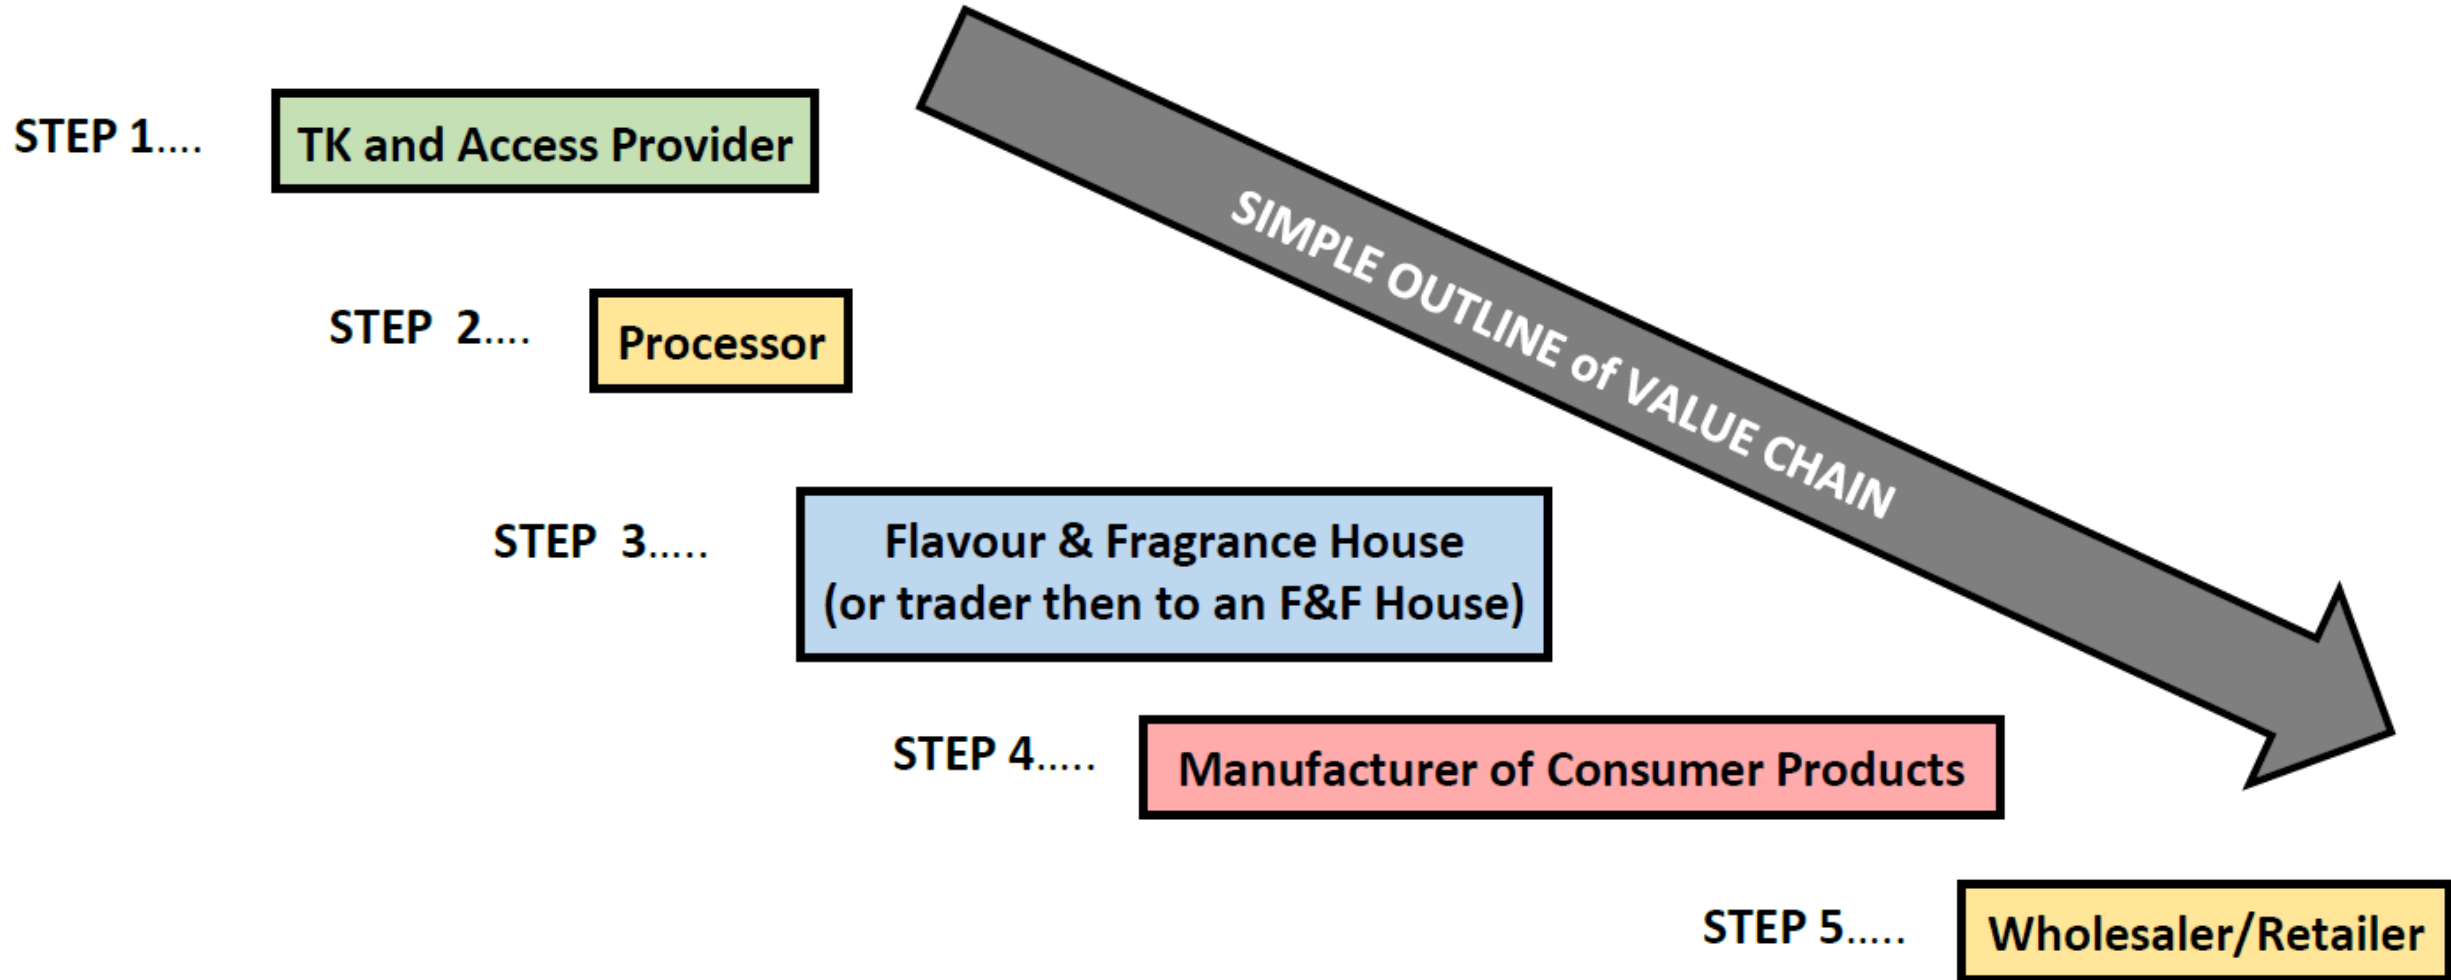 STEP 1....
TK and Access Provider
SIMPLE OUTLINE of VALUE CHAIN
STEP 2....
Processor
STEP 3.....
Flavour & Fragrance House
(or trader then to an F&F House)
STEP 4.....
Manufacturer of Consumer Products
STEP 5.....
Wholesaler/Retailer